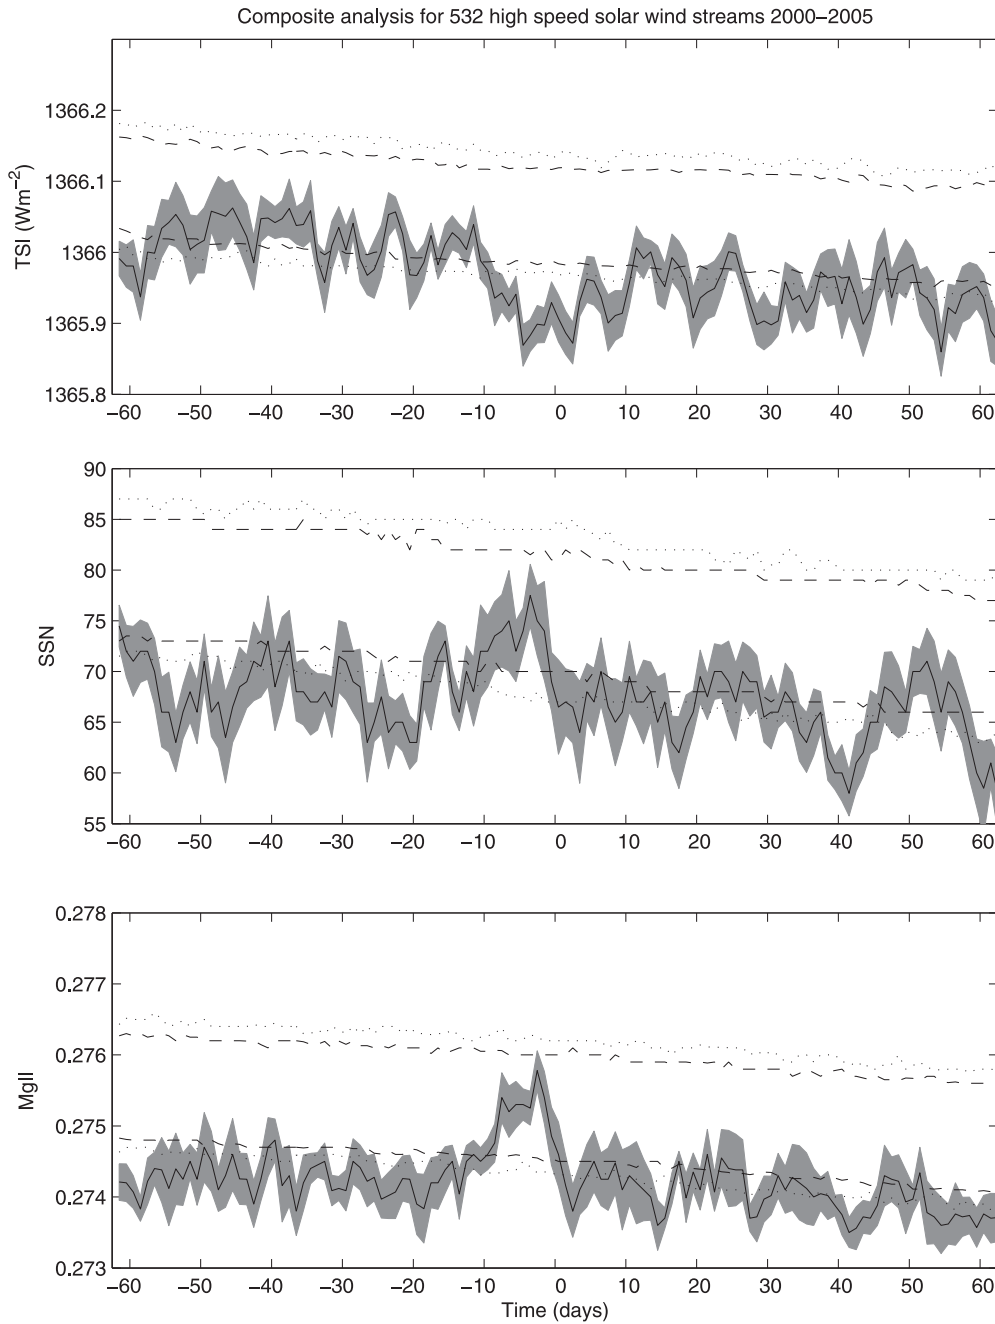 Composite analysis for 532 high speed solar wind streams 2000–2005
1366.2
1366.1
1366
1365.9
1365.8
TSI (Wm−2)
−60 −50 −40 −30 −20 −10 0 10 20 30 40 50 60
90
85
80
75
70
65
60
55
SSN
−60 −50 −40 −30 −20 −10 0 10 20 30 40 50 60
0.278
0.277
0.276
0.275
0.274
0.273
MgII
−60 −50 −40 −30 −20 −10 0 10 20 30 40 50 60
Time (days)